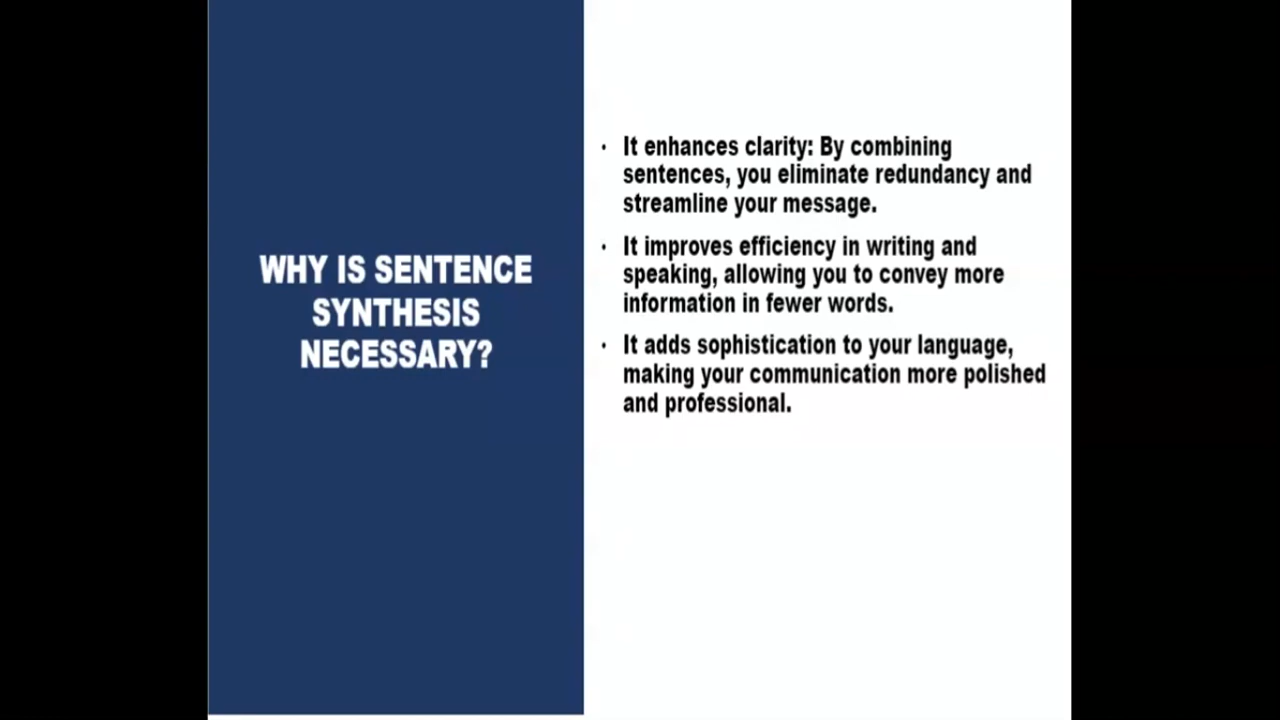 WHY IS SENTENCE
SYNTHESIS
NECESSARY?
· It enhances clarity: By combining
sentences, you eliminate redundancy and
streamline your message.
· It improves efficiency in writing and
speaking, allowing you to convey more
information in fewer words.
· It adds sophistication to your language,
making your communication more polished
and professional.